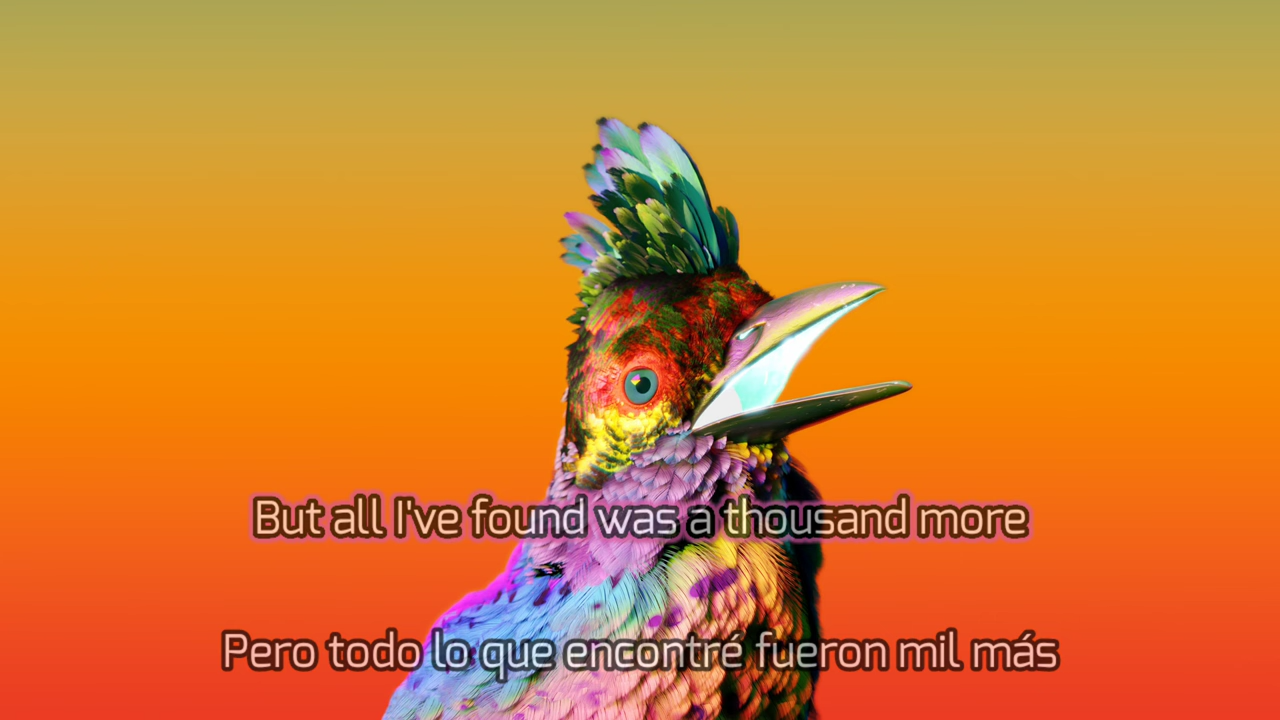 But all I've found was a thousand more
Pero todo lo que encontré fueron mil más